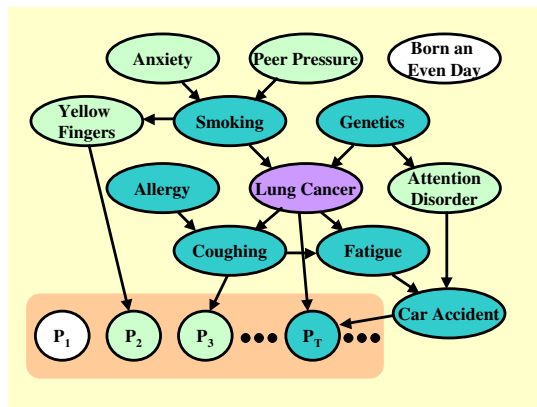 Anxiety
Peer Pressure
Born an
Even Day
Yellow
Fingers
Smoking
Genetics
Allergy
Lung Cancer
Attention
Disorder
Coughing
Fatigue
Car Accident
P1
P2
P3
PT